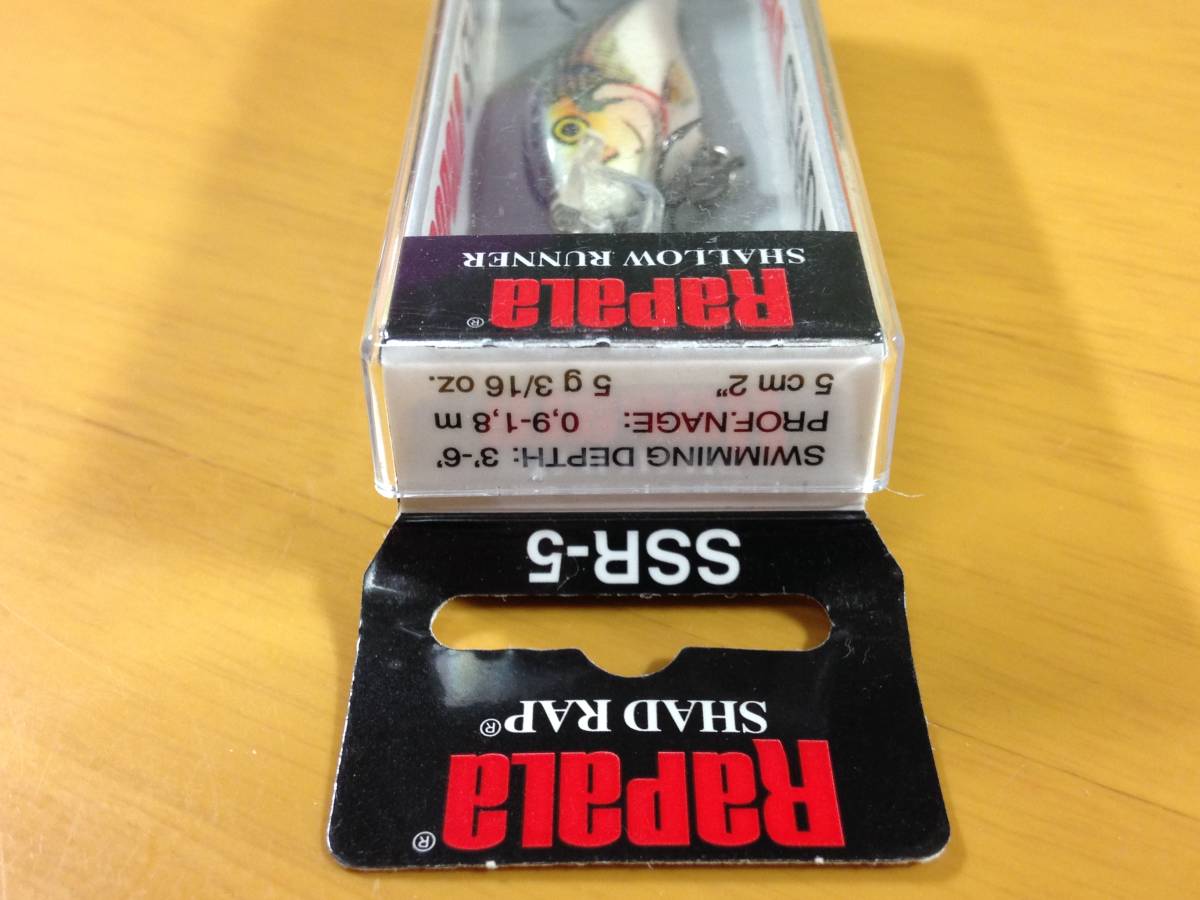 RAPALA®
SHAD RAP®
SSR-5
SWIMMING DEPTH: 3'-6'
PROF.NAGE: 0,9-1,8 m
5 cm 2” 5 g 3/16 oz.
RAPALA®
SHALLOW RUNNER